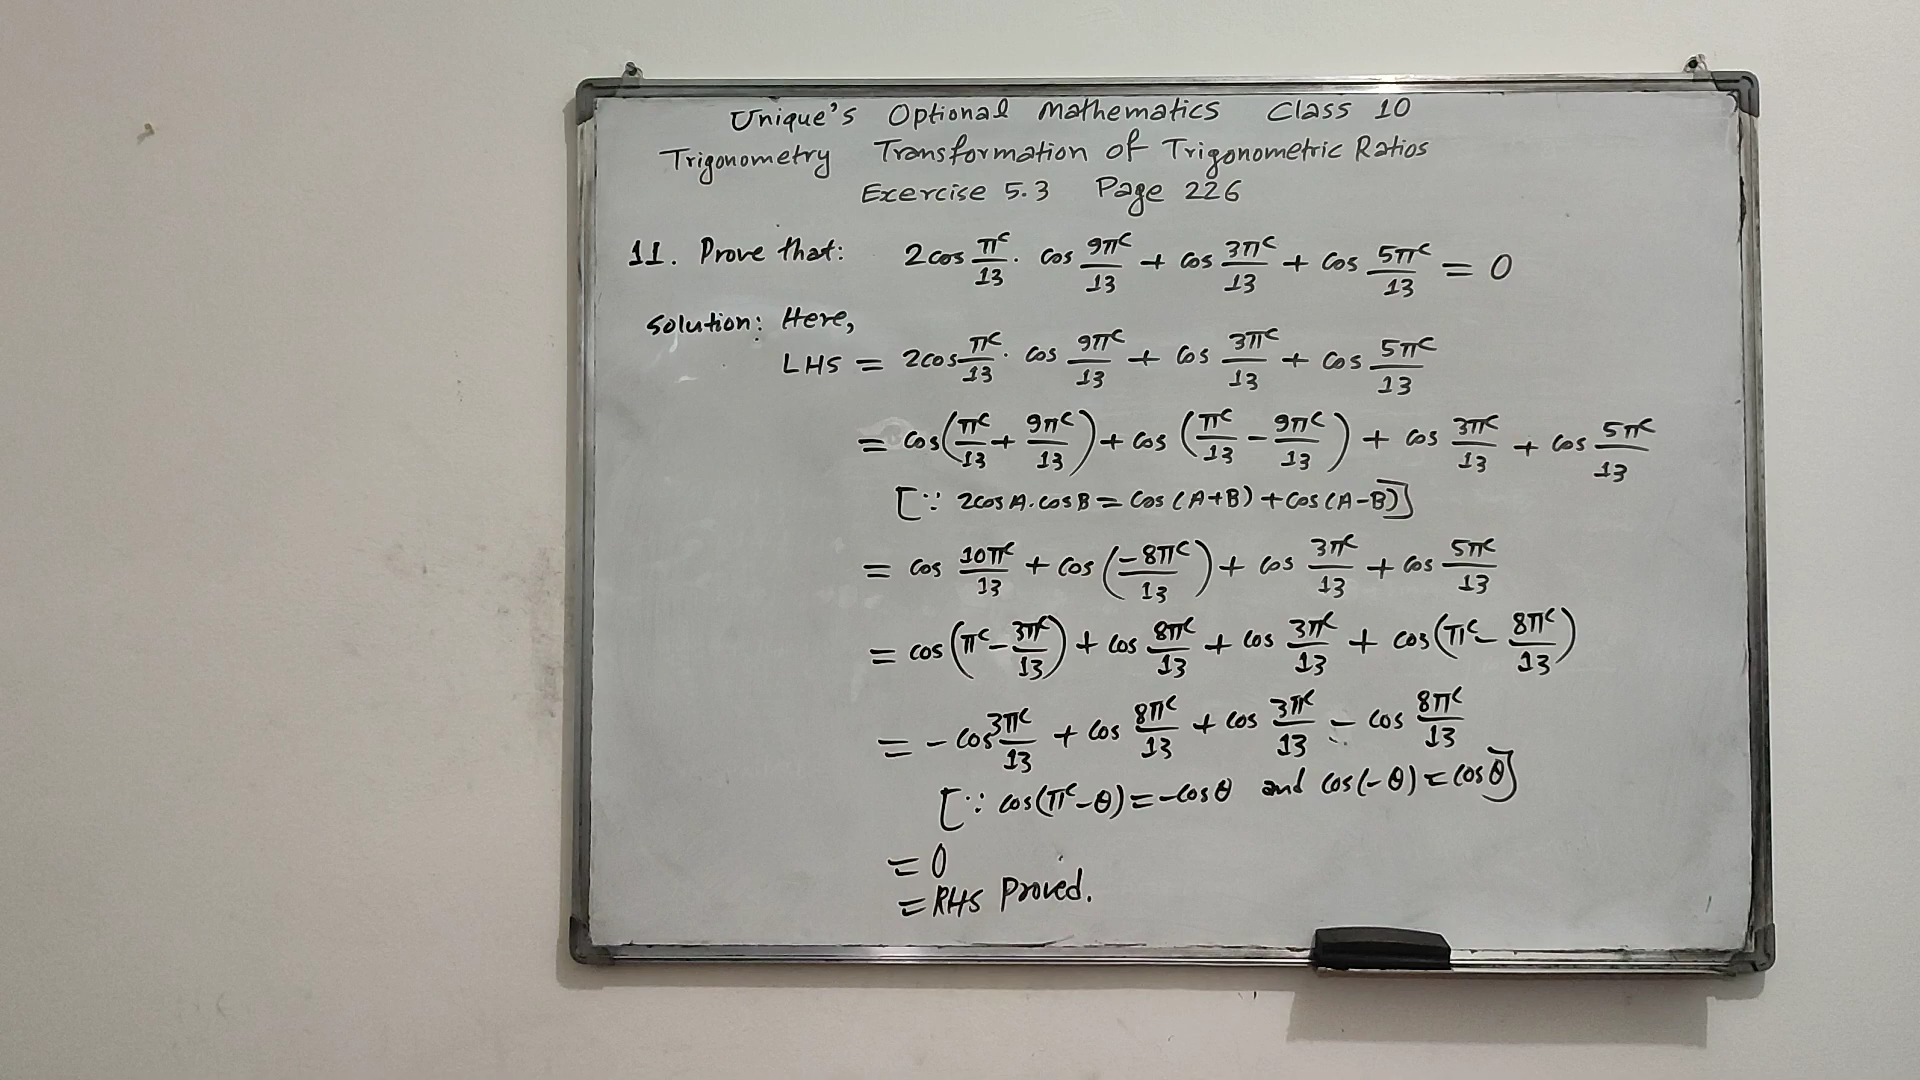 Unique's Optional Mathematics Class 10
Trigonometry Transformation of Trigonometric Ratios
Exercise 5.3 Page 226
11. Prove that: 2cos π^c/13 . cos 9π^c/13 + cos 3π^c/13 + cos 5π^c/13 = 0
Solution: Here,
LHS = 2cos π^c/13 . cos 9π^c/13 + cos 3π^c/13 + cos 5π^c/13
= cos(π^c/13 + 9π^c/13) + cos (π^c/13 - 9π^c/13) + cos 3π^c/13 + cos 5π^c/13
[∵ 2cosA.cosB = cos(A+B) + cos(A-B)]
= cos 10π^c/13 + cos (-8π^c/13) + cos 3π^c/13 + cos 5π^c/13
= cos (π^c - 3π^c/13) + cos 8π^c/13 + cos 3π^c/13 + cos(π^c - 8π^c/13)
= - cos 3π^c/13 + cos 8π^c/13 + cos 3π^c/13 - cos 8π^c/13
[∵ cos(π^c-θ) = -cosθ and cos(-θ) = cosθ]
= 0
= RHS Proved.